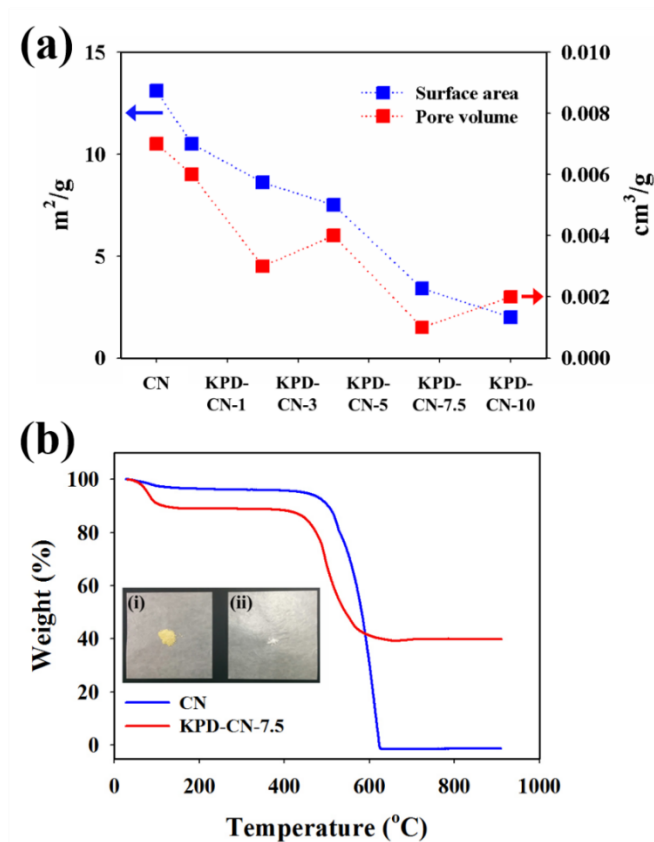 (a)
15
10
5
0
m²/g
0.010
0.008
0.006
0.004
0.002
0.000
cm³/g
Surface area
Pore volume
CN
KPD-
CN-1
KPD-
CN-3
KPD-
CN-5
KPD-
CN-7.5
KPD-
CN-10
(b)
100
80
60
40
20
0
Weight (%)
(i)
(ii)
CN
KPD-CN-7.5
0
200
400
600
800
1000
Temperature (°C)